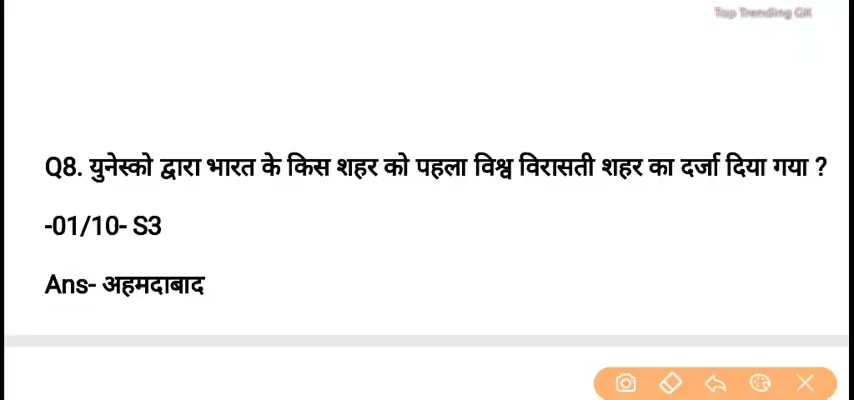 Top Trending GK
Q8. युनेस्को द्वारा भारत के किस शहर को पहला विश्व विरासती शहर का दर्जा दिया गया ?
-01/10- S3
Ans- अहमदाबाद